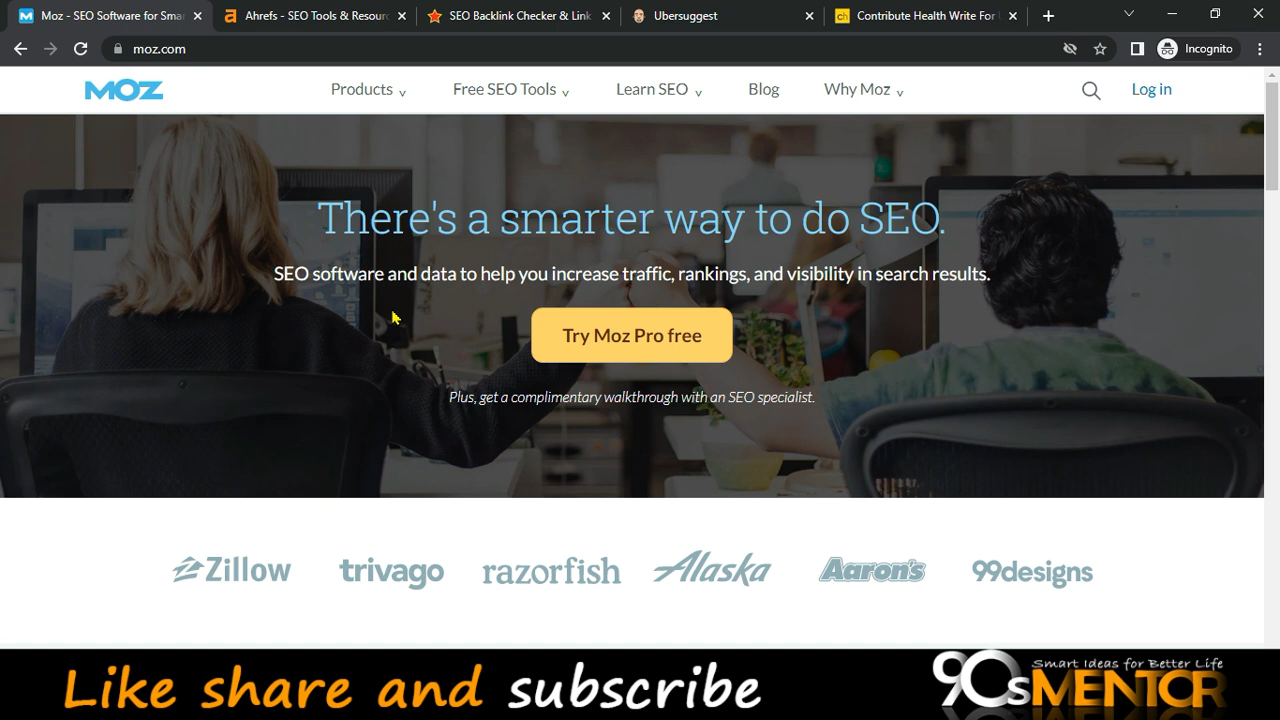 Moz - SEO Software for Smar
Ahrefs - SEO Tools & Resourc
SEO Backlink Checker & Link
Ubersuggest
Contribute Health Write For
moz.com
Incognito
MOZ
Products
Free SEO Tools
Learn SEO
Blog
Why Moz
Log in
There's a smarter way to do SEO.
SEO software and data to help you increase traffic, rankings, and visibility in search results.
Try Moz Pro free
Plus, get a complimentary walkthrough with an SEO specialist.
Zillow
trivago
razorfish
Alaska
Aaron's
99designs
Like share and subscribe
Smart Ideas for Better Life
90sMENTOR